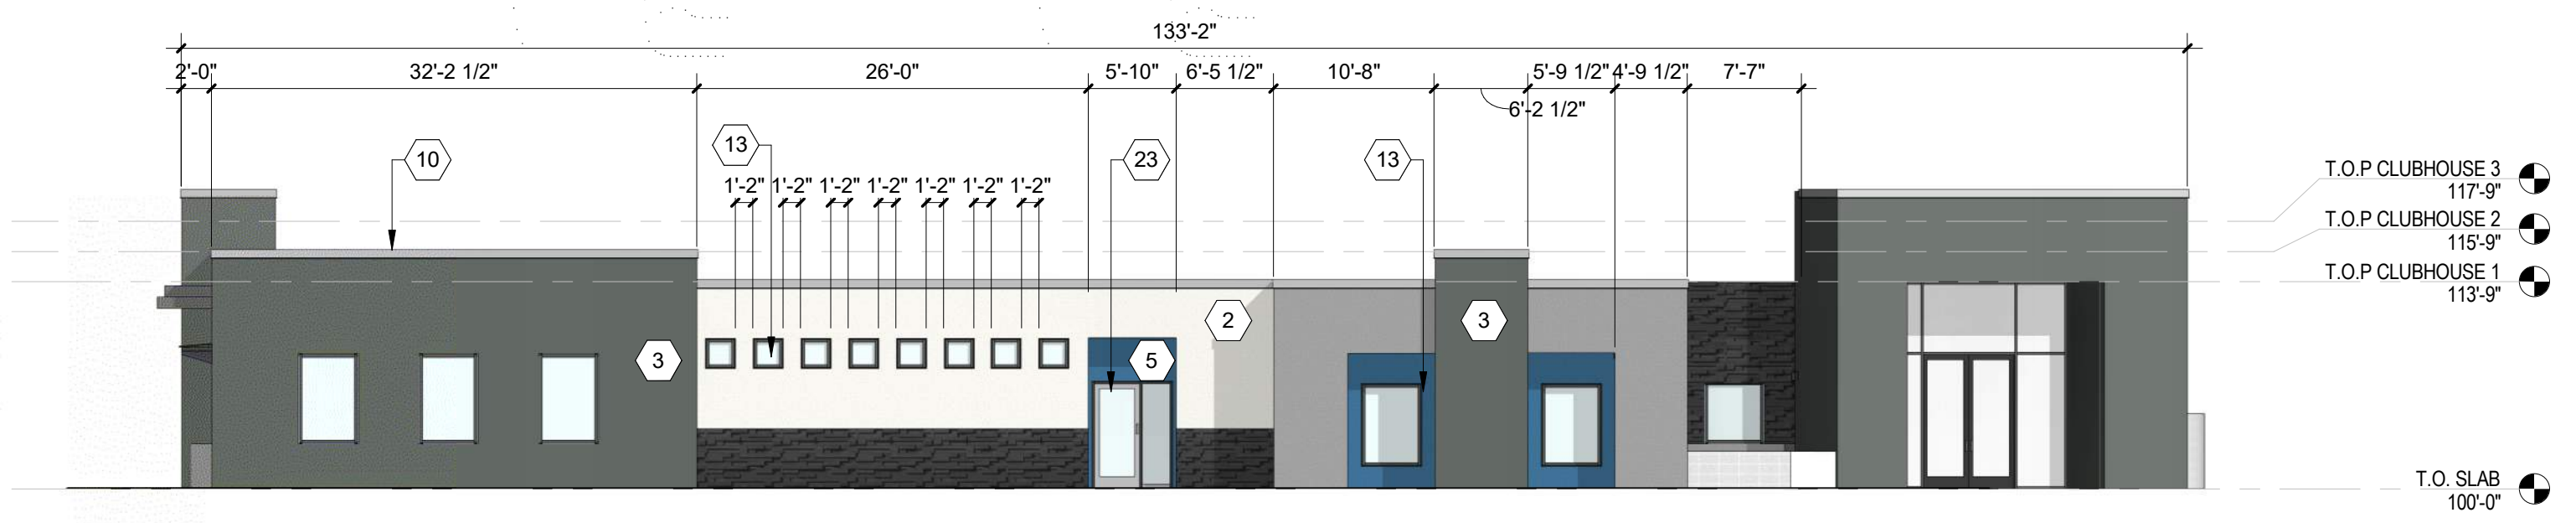 133'-2"
2'-0" 32'-2 1/2" 26'-0" 5'-10" 6'-5 1/2" 10'-8" 5'-9 1/2" 4'-9 1/2" 7'-7"
6'-2 1/2"
13 23 13
10
1'-2" 1'-2" 1'-2" 1'-2" 1'-2" 1'-2" 1'-2"
T.O.P CLUBHOUSE 3
117'-9"
T.O.P CLUBHOUSE 2
115'-9"
T.O.P CLUBHOUSE 1
113'-9"
2 3
3 5
T.O. SLAB
100'-0"